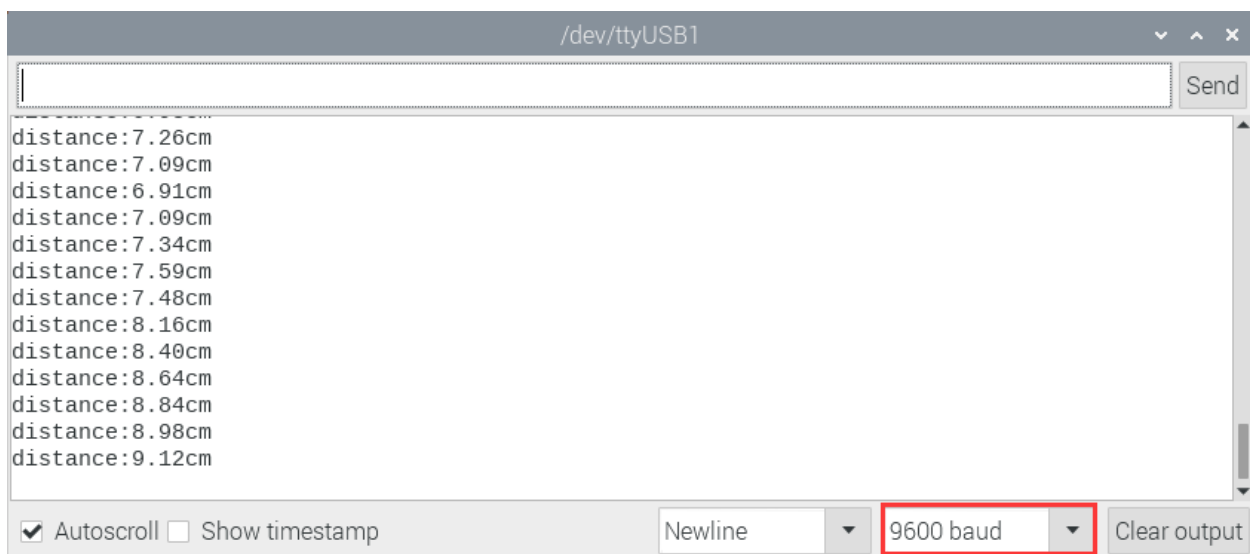 /dev/ttyUSB1
Send
distance:7.26cm
distance:7.09cm
distance:6.91cm
distance:7.09cm
distance:7.34cm
distance:7.59cm
distance:7.48cm
distance:8.16cm
distance:8.40cm
distance:8.64cm
distance:8.84cm
distance:8.98cm
distance:9.12cm
Autoscroll Show timestamp Newline 9600 baud Clear output